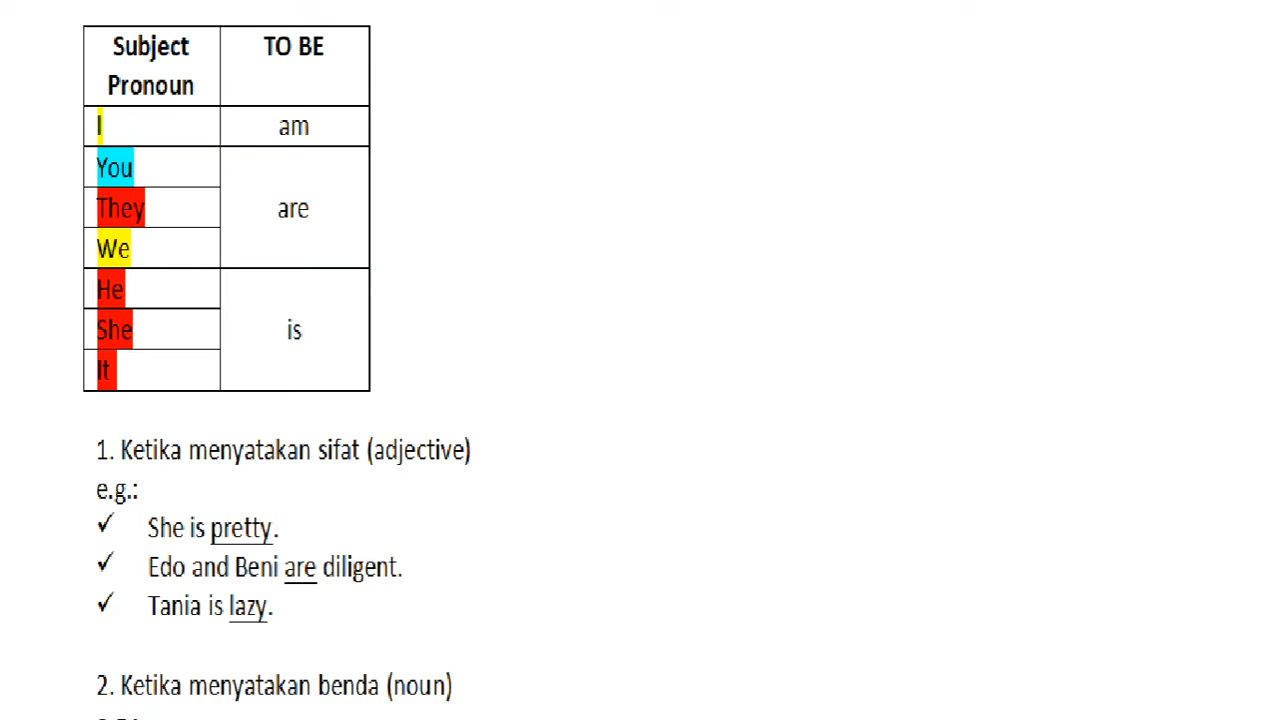 Subject TO BE
Pronoun
I am
You
They are
We
He
She is
It
1. Ketika menyatakan sifat (adjective)
e.g.:
✓ She is pretty.
✓ Edo and Beni are diligent.
✓ Tania is lazy.
2. Ketika menyatakan benda (noun)